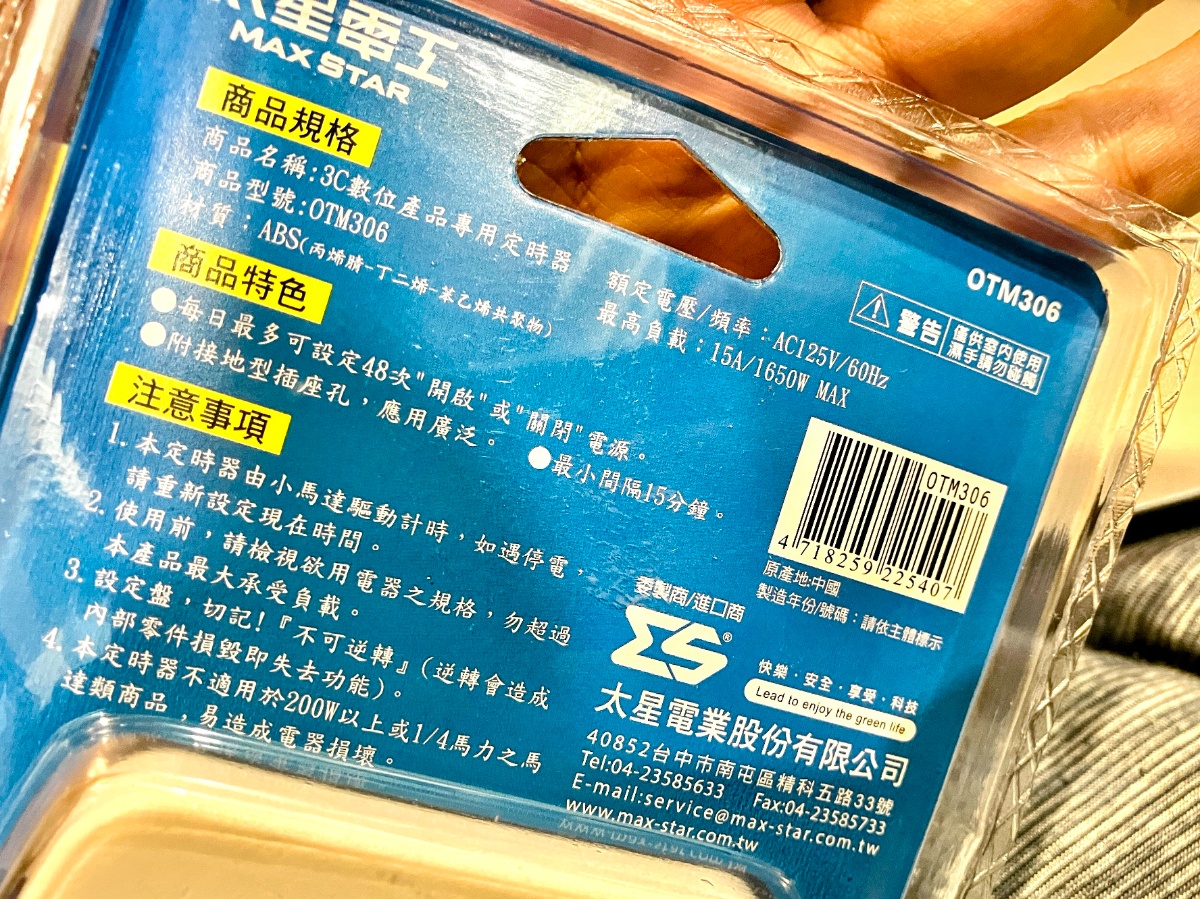 太星電工
MAX STAR
商品規格
商品名稱:3C數位產品專用定時器
商品型號:OTM306
材質：ABS(丙烯腈-丁二烯-苯乙烯共聚物)
額定電壓/頻率：AC125V/60Hz
最高負載：15A/1650W MAX
OTM306
警告
僅供室內使用
濕手請勿碰觸
商品特色
●每日最多可設定48次"開啟"或"關閉"電源。
●附接地型插座孔，應用廣泛。
●最小間隔15分鐘。
注意事項
1. 本定時器由小馬達驅動計時，如遇停電，
請重新設定現在時間。
2. 使用前，請檢視欲用電器之規格，勿超過
本產品最大承受負載。
3. 設定盤，切記!『不可逆轉』(逆轉會造成
內部零件損毀即失去功能)。
4. 本定時器不適用於200W以上或1/4馬力之馬
達類商品，易造成電器損壞。
OTM306
4 718259 225407
原產地:中國
製造年份/號碼：請依主體標示
委製商/進口商
®
快樂．安全．享受．科技
Lead to enjoy the green life
太星電業股份有限公司
40852台中市南屯區精科五路33號
Tel:04-23585633 Fax:04-23585733
E-mail:service@max-star.com.tw
www.max-star.com.tw